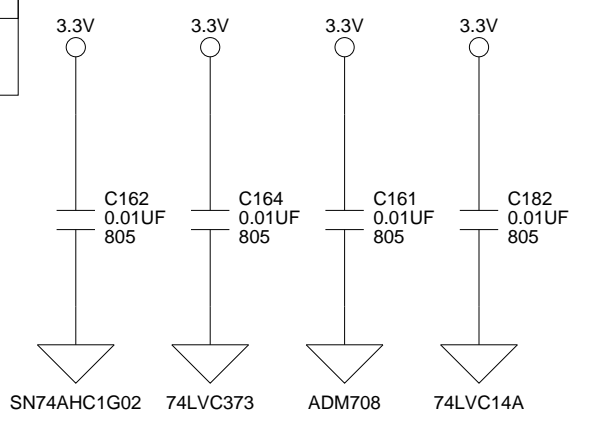 3.3V 3.3V 3.3V 3.3V
C162
0.01UF
805
C164
0.01UF
805
C161
0.01UF
805
C182
0.01UF
805
SN74AHC1G02 74LVC373 ADM708 74LVC14A